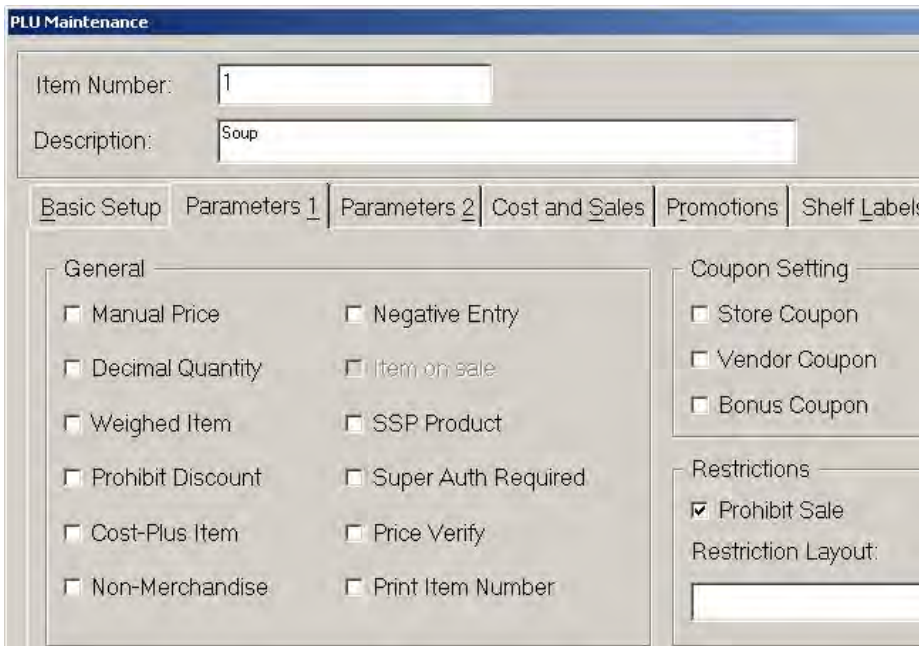 PLU Maintenance
Item Number: 1
Description: Soup
Basic Setup Parameters 1 Parameters 2 Cost and Sales Promotions Shelf Labels
General
Manual Price Negative Entry
Decimal Quantity Item on sale
Weighed Item SSP Product
Prohibit Discount Super Auth Required
Cost-Plus Item Price Verify
Non-Merchandise Print Item Number
Coupon Setting
Store Coupon
Vendor Coupon
Bonus Coupon
Restrictions
Prohibit Sale
Restriction Layout: